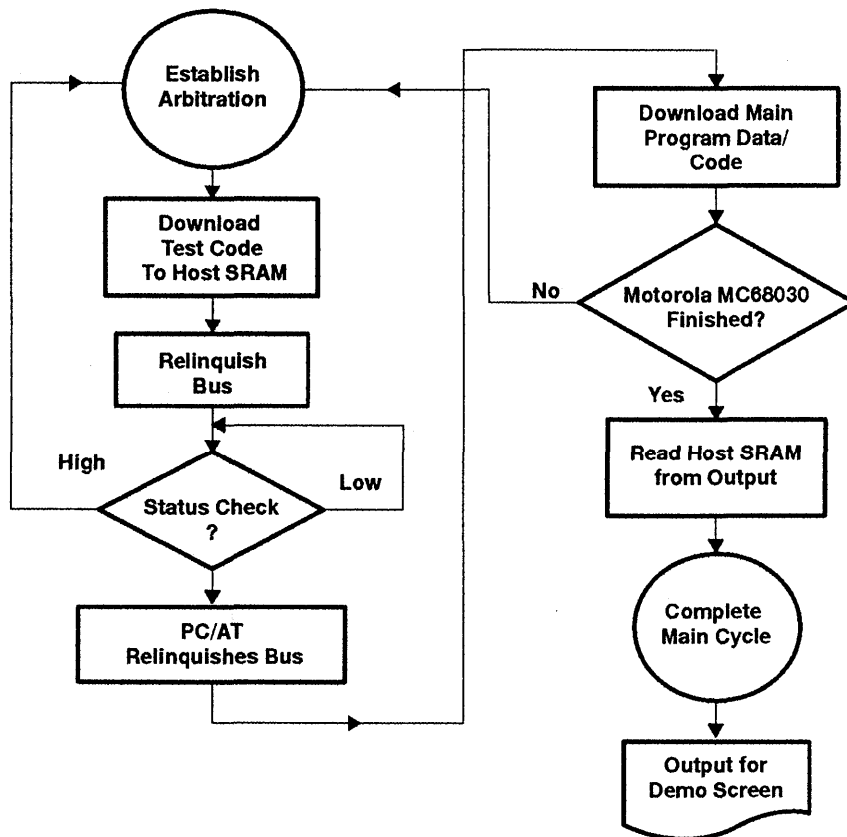 Establish
Arbitration
Download
Test Code
To Host SRAM
Relinquish
Bus
High
Low
Status Check
?
PC/AT
Relinquishes Bus
Download Main
Program Data/
Code
No
Motorola MC68030
Finished?
Yes
Read Host SRAM
from Output
Complete
Main Cycle
Output for
Demo Screen